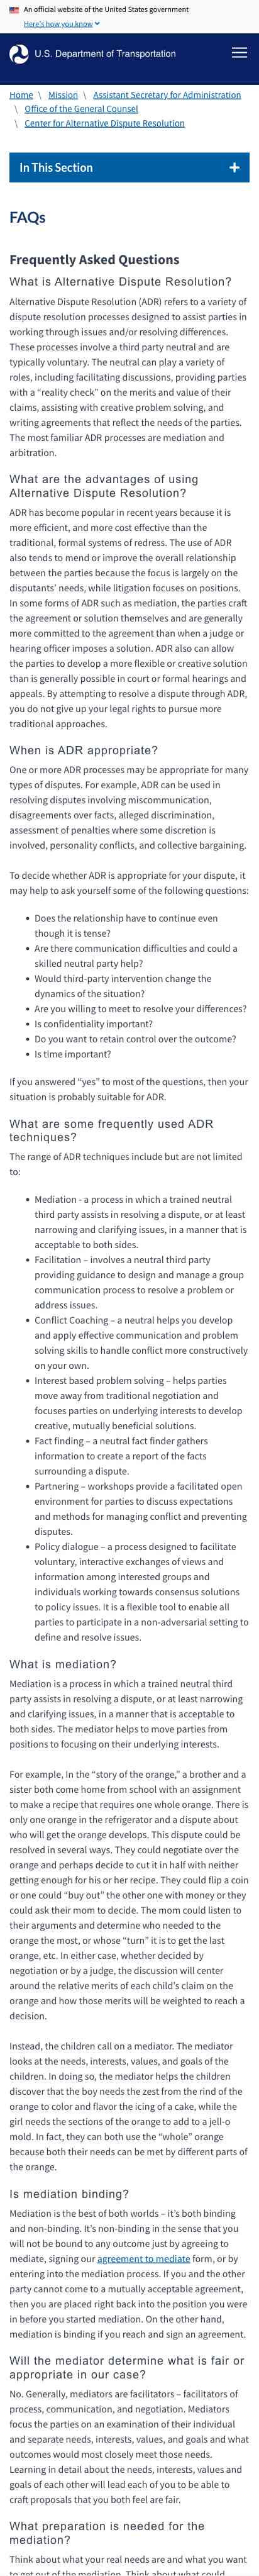 An official website of the United States government
Here's how you know
U.S. Department of Transportation
Home \ Mission \ Assistant Secretary for Administration
\ Office of the General Counsel
\ Center for Alternative Dispute Resolution
In This Section
FAQs
Frequently Asked Questions
What is Alternative Dispute Resolution?
Alternative Dispute Resolution (ADR) refers to a variety of
dispute resolution processes designed to assist parties in
working through issues and/or resolving differences.
These processes involve a third party neutral and are
typically voluntary. The neutral can play a variety of
roles, including facilitating discussions, providing parties
with a “reality check” on the merits and value of their
claims, assisting with creative problem solving, and
writing agreements that reflect the needs of the parties.
The most familiar ADR processes are mediation and
arbitration.
What are the advantages of using
Alternative Dispute Resolution?
ADR has become popular in recent years because it is
more efficient, and more cost effective than the
traditional, formal systems of redress. The use of ADR
also tends to mend or improve the overall relationship
between the parties because the focus is largely on the
disputants' needs, while litigation focuses on positions.
In some forms of ADR such as mediation, the parties craft
the agreement or solution themselves and are generally
more committed to the agreement than when a judge or
hearing officer imposes a solution. ADR also can allow
the parties to develop a more flexible or creative solution
than is generally possible in court or formal hearings and
appeals. By attempting to resolve a dispute through ADR,
you do not give up your legal rights to pursue more
traditional approaches.
When is ADR appropriate?
One or more ADR processes may be appropriate for many
types of disputes. For example, ADR can be used in
resolving disputes involving miscommunication,
disagreements over facts, alleged discrimination,
assessment of penalties where some discretion is
involved, personality conflicts, and collective bargaining.
To decide whether ADR is appropriate for your dispute, it
may help to ask yourself some of the following questions:
• Does the relationship have to continue even
though it is tense?
• Are there communication difficulties and could a
skilled neutral party help?
• Would third-party intervention change the
dynamics of the situation?
• Are you willing to meet to resolve your differences?
• Is confidentiality important?
• Do you want to retain control over the outcome?
• Is time important?
If you answered “yes” to most of the questions, then your
situation is probably suitable for ADR.
What are some frequently used ADR
techniques?
The range of ADR techniques include but are not limited
to:
• Mediation - a process in which a trained neutral
third party assists in resolving a dispute, or at least
narrowing and clarifying issues, in a manner that is
acceptable to both sides.
• Facilitation – involves a neutral third party
providing guidance to design and manage a group
communication process to resolve a problem or
address issues.
• Conflict Coaching – a neutral helps you develop
and apply effective communication and problem
solving skills to handle conflict more constructively
on your own.
• Interest based problem solving – helps parties
move away from traditional negotiation and
focuses parties on underlying interests to develop
creative, mutually beneficial solutions.
• Fact finding – a neutral fact finder gathers
information to create a report of the facts
surrounding a dispute.
• Partnering – workshops provide a facilitated open
environment for parties to discuss expectations
and methods for managing conflict and preventing
disputes.
• Policy dialogue – a process designed to facilitate
voluntary, interactive exchanges of views and
information among interested groups and
individuals working towards consensus solutions
to policy issues. It is a flexible tool to enable all
parties to participate in a non-adversarial setting to
define and resolve issues.
What is mediation?
Mediation is a process in which a trained neutral third
party assists in resolving a dispute, or at least narrowing
and clarifying issues, in a manner that is acceptable to
both sides. The mediator helps to move parties from
positions to focusing on their underlying interests.
For example, In the “story of the orange,” a brother and a
sister both come home from school with an assignment
to make a recipe that requires one whole orange. There is
only one orange in the refrigerator and a dispute about
who will get the orange develops. This dispute could be
resolved in several ways. They could negotiate over the
orange and perhaps decide to cut it in half with neither
getting enough for his or her recipe. They could flip a coin
or one could “buy out” the other one with money or they
could ask their mom to decide. The mom could listen to
their arguments and determine who needed to the
orange the most, or whose “turn” it is to get the last
orange, etc. In either case, whether decided by
negotiation or by a judge, the discussion will center
around the relative merits of each child’s claim on the
orange and how those merits will be weighted to reach a
decision.
Instead, the children call on a mediator. The mediator
looks at the needs, interests, values, and goals of the
children. In doing so, the mediator helps the children
discover that the boy needs the zest from the rind of the
orange to color and flavor the icing of a cake, while the
girl needs the sections of the orange to add to a jell-o
mold. In fact, they can both use the “whole” orange
because both their needs can be met by different parts of
the orange.
Is mediation binding?
Mediation is the best of both worlds – it’s both binding
and non-binding. It’s non-binding in the sense that you
will not be bound to any outcome just by agreeing to
mediate, signing our agreement to mediate form, or by
entering into the mediation process. If you and the other
party cannot come to a mutually acceptable agreement,
then you are placed right back into the position you were
in before you started mediation. On the other hand,
mediation is binding if you reach and sign an agreement.
Will the mediator determine what is fair or
appropriate in our case?
No. Generally, mediators are facilitators – facilitators of
process, communication, and negotiation. Mediators
focus the parties on an examination of their individual
and separate needs, interests, values, and goals and what
outcomes would most closely meet those needs.
Learning in detail about the needs, interests, values and
goals of each other will lead each of you to be able to
craft proposals that you both feel are fair.
What preparation is needed for the
mediation?
Think about what your real needs are and what you want
to get out of the mediation. Think about what could